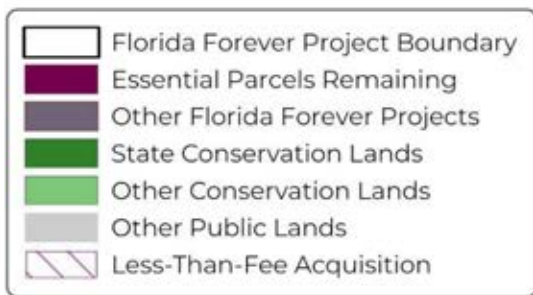 Florida Forever Project Boundary
Essential Parcels Remaining
Other Florida Forever Projects
State Conservation Lands
Other Conservation Lands
Other Public Lands
Less-Than-Fee Acquisition